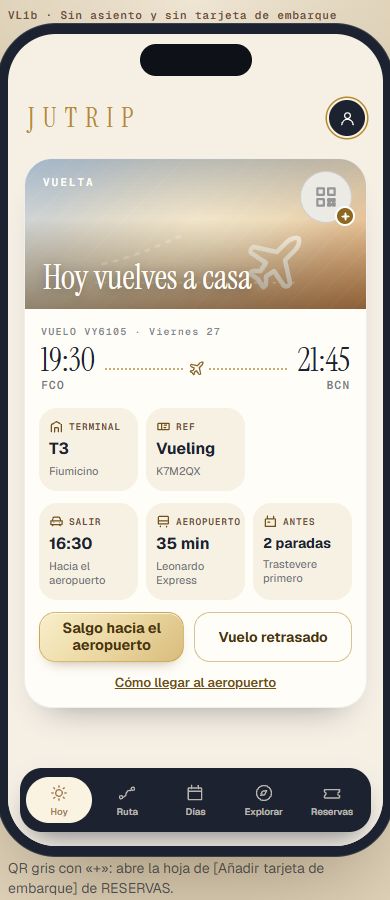 VL1b · Sin asiento y sin tarjeta de embarque
JUTRIP
VUELTA
Hoy vuelves a casa
VUELO VY6105 · Viernes 27
19:30 21:45
FCO BCN
TERMINAL REF
T3 Vueling
Fiumicino K7M2QX
SALIR AEROPUERTO ANTES
16:30 35 min 2 paradas
Hacia el Leonardo Trastevere
aeropuerto Express primero
Salgo hacia el
aeropuerto
Vuelo retrasado
Cómo llegar al aeropuerto
Hoy Ruta Días Explorar Reservas
QR gris con «+»: abre la hoja de [Añadir tarjeta de
embarque] de RESERVAS.